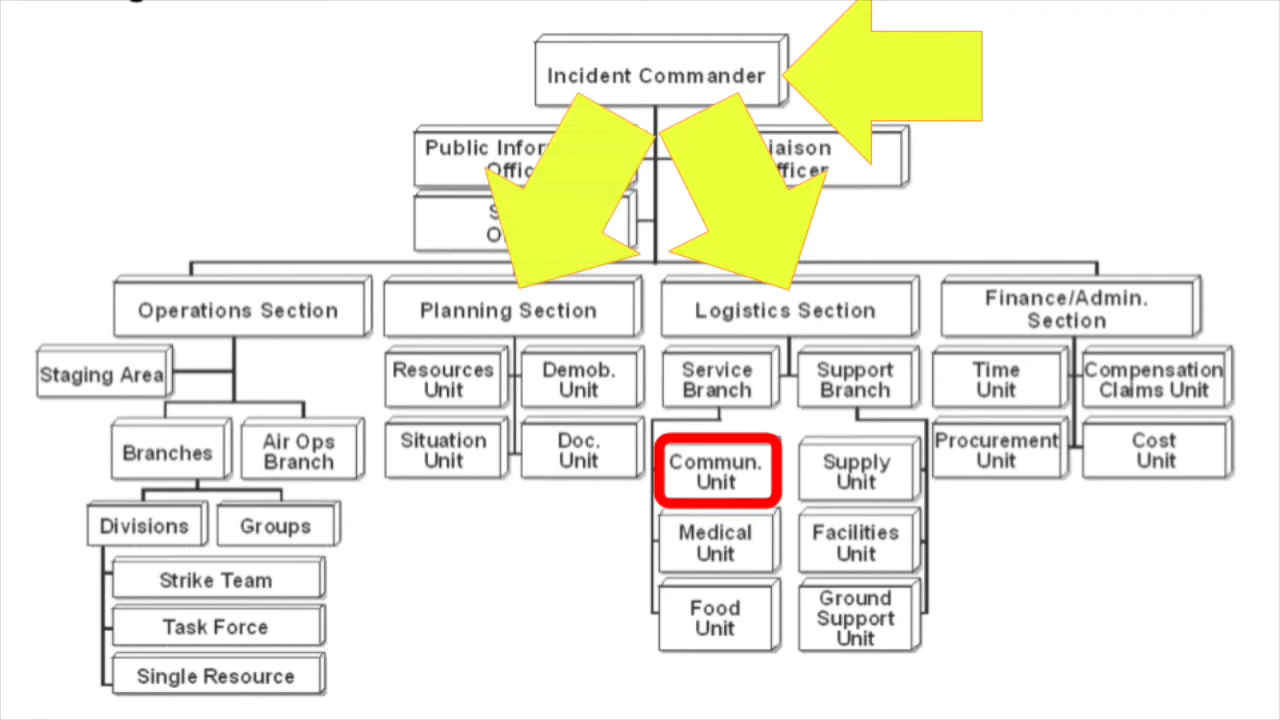 Incident Commander
Public
Officer
iaison
fficer
Operations Section
Planning Section
Logistics Section
Finance/Admin.
Section
Staging Area
Resources
Unit
Demob.
Unit
Service
Branch
Support
Branch
Time
Unit
Compensation
Claims Unit
Branches
Air Ops
Branch
Situation
Unit
Doc.
Unit
Commun.
Unit
Supply
Unit
Procurement
Unit
Cost
Unit
Divisions
Groups
Medical
Unit
Facilities
Unit
Strike Team
Task Force
Single Resource
Food
Unit
Ground
Support
Unit